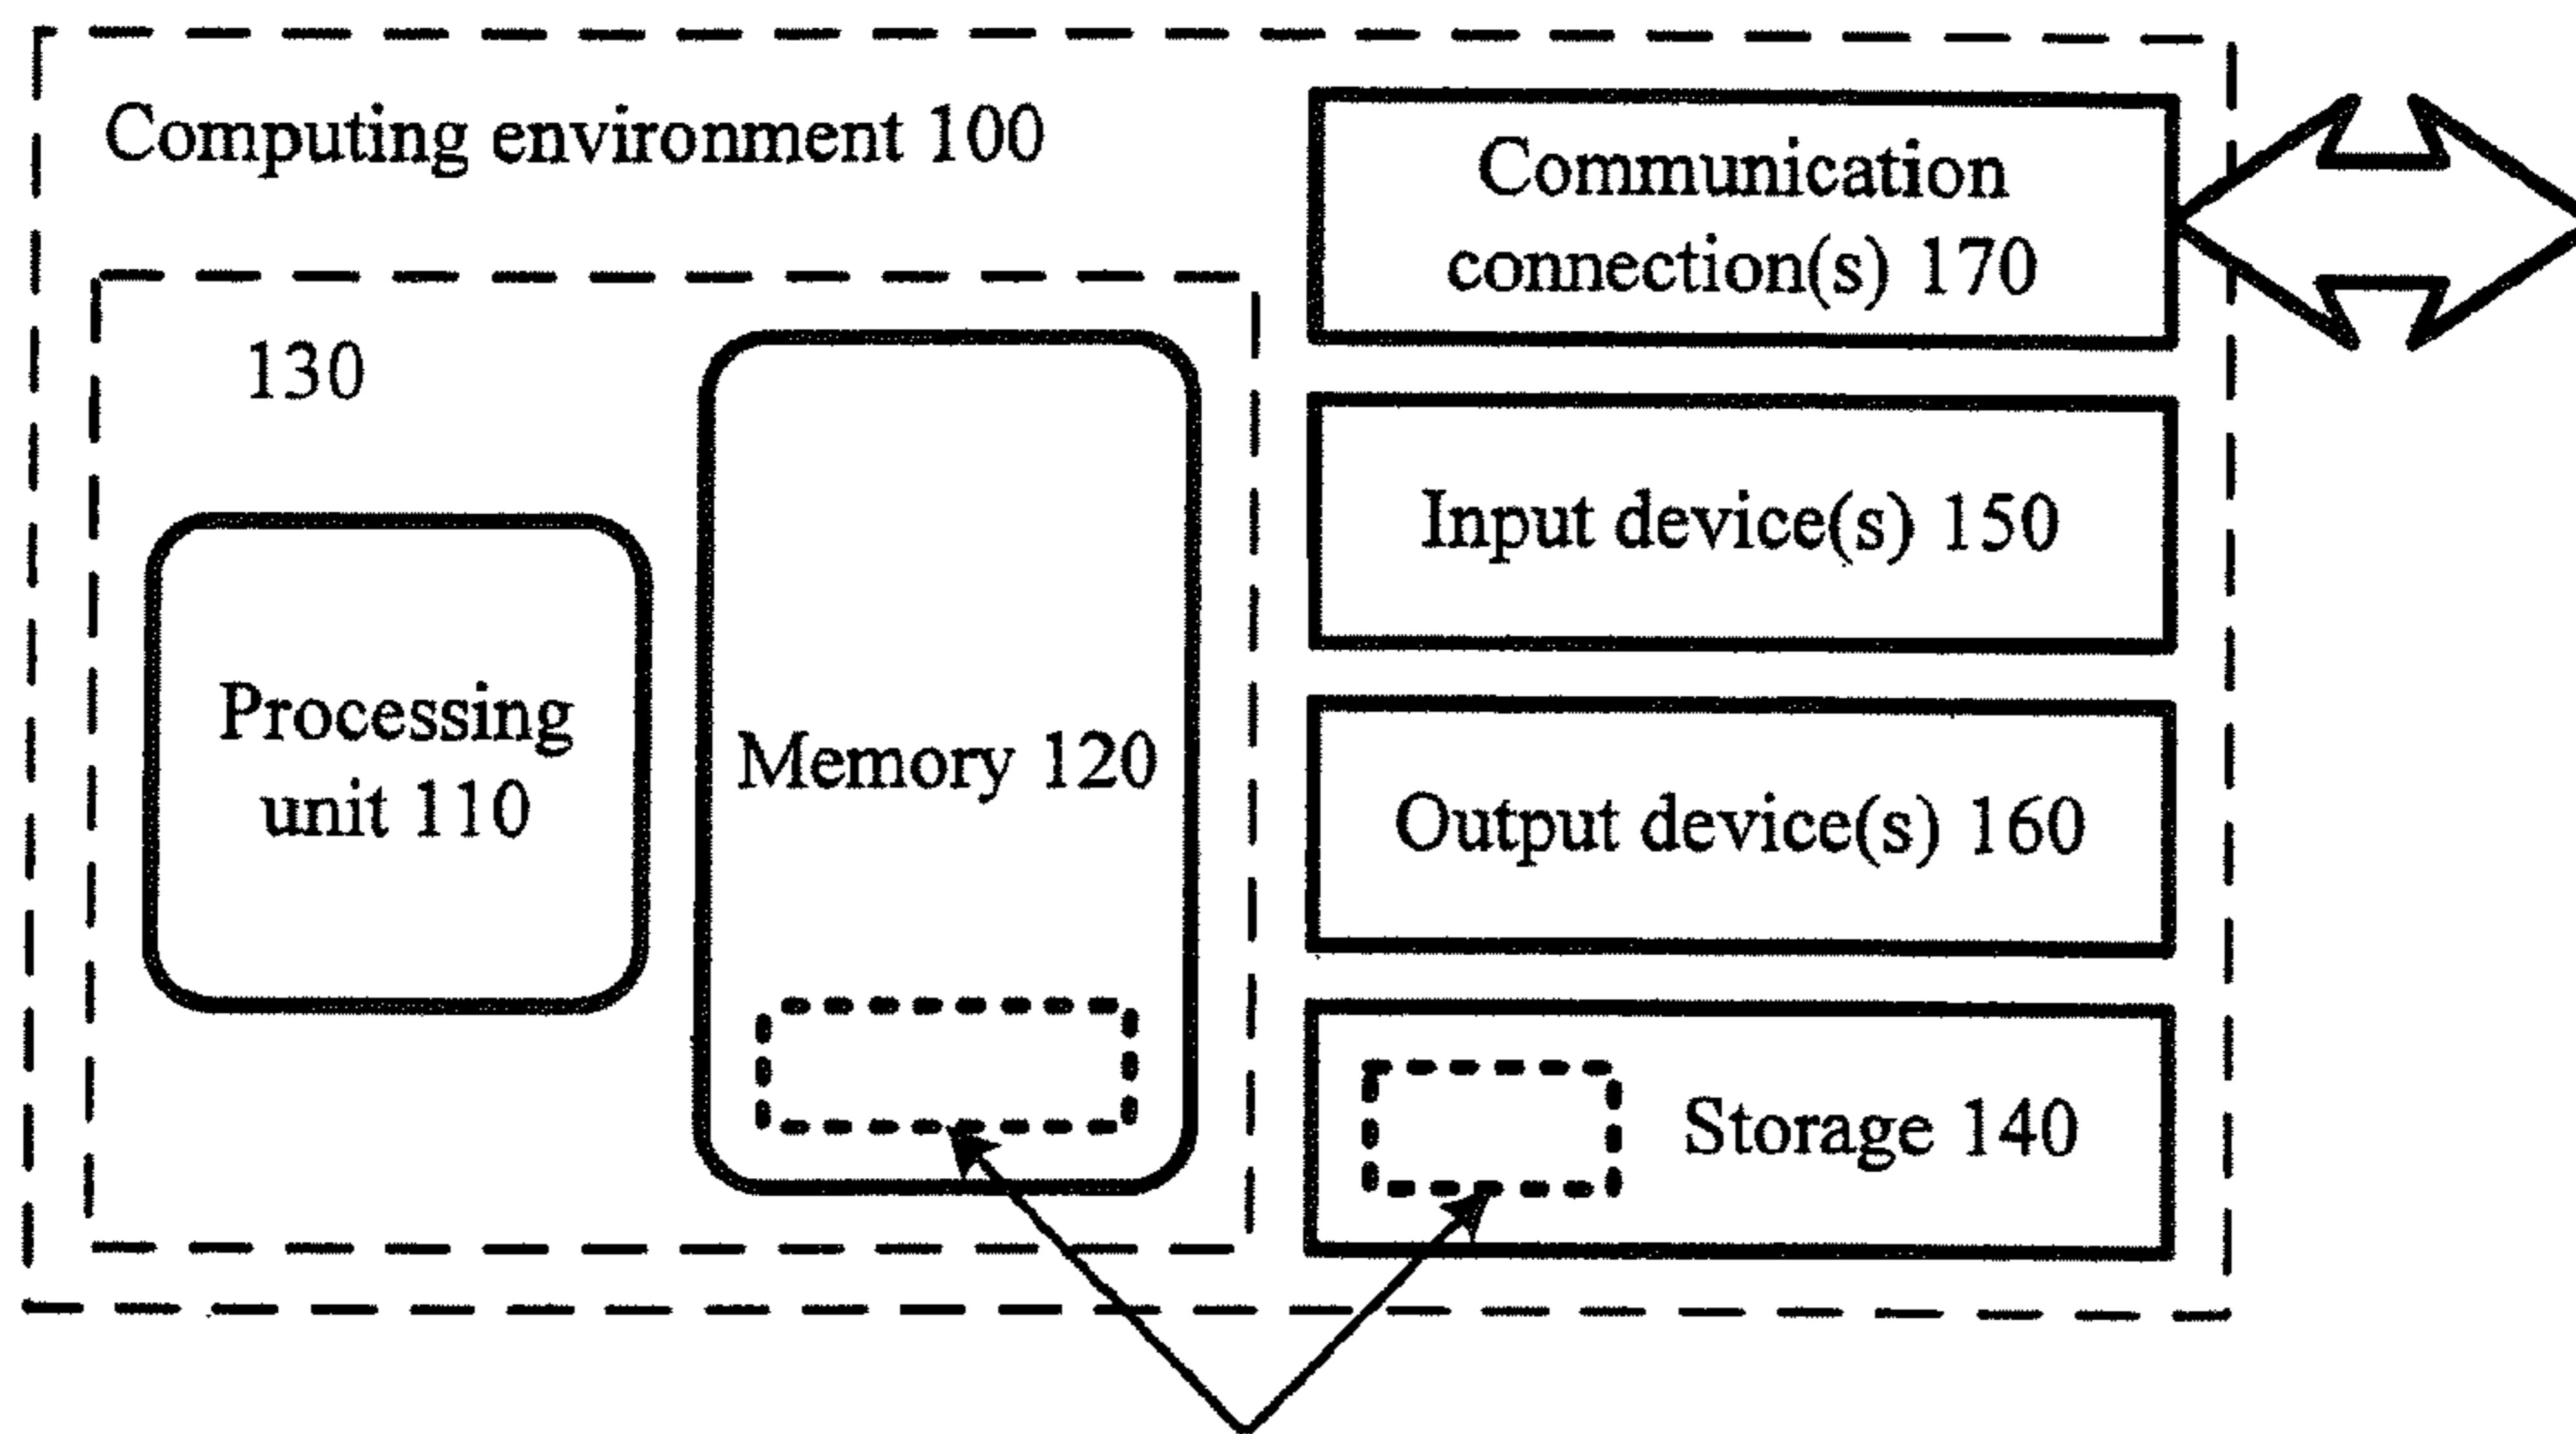 Computing environment 100
Communication
connection(s) 170
130
Input device(s) 150
Processing
unit 110
Memory 120
Output device(s) 160
Storage 140